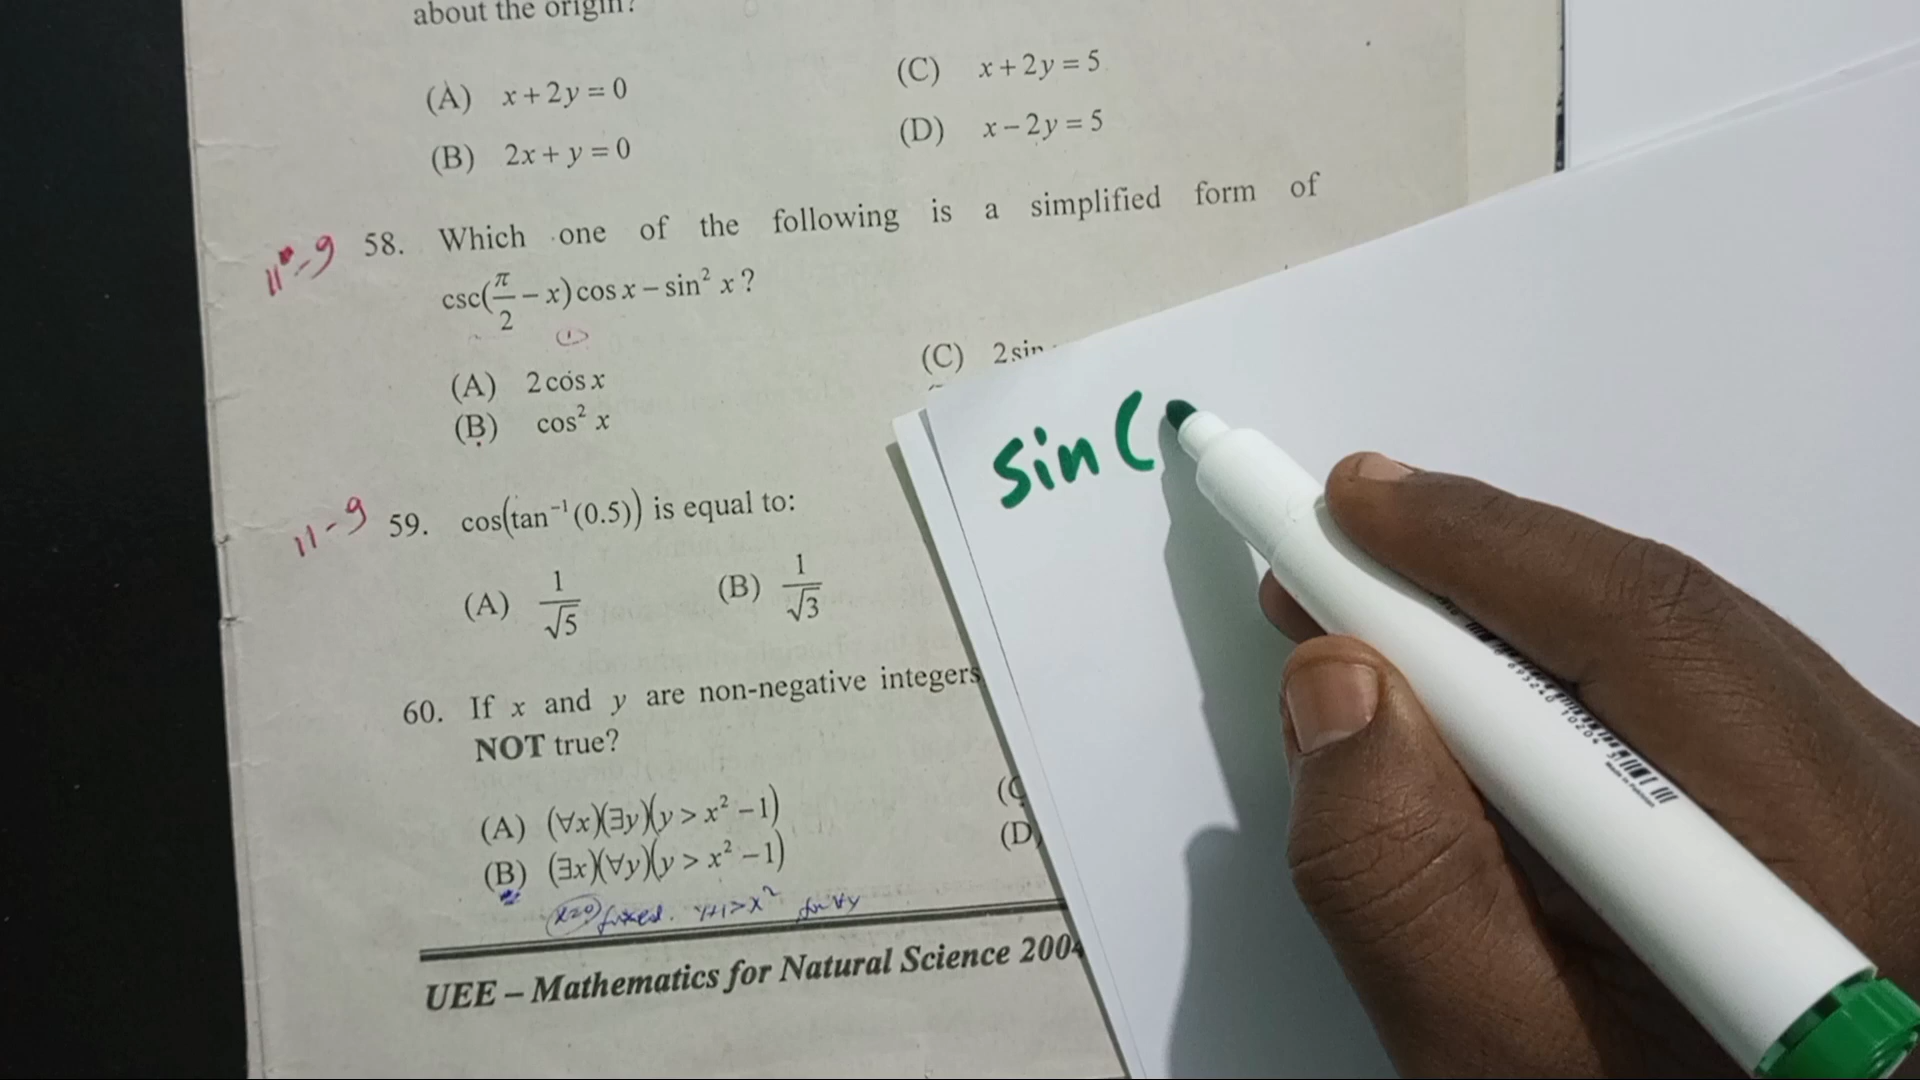 about the origin?
(A) x + 2y = 0
(C) x + 2y = 5
(B) 2x + y = 0
(D) x − 2y = 5
11-9 58. Which one of the following is a simplified form of
csc(π/2 − x) cos x − sin² x ?
(A) 2 cos x
(C) 2 sin
(B) cos² x
sin (
11-9 59. cos(tan⁻¹(0.5)) is equal to:
(A) 1/√5
(B) 1/√3
60. If x and y are non-negative integers
NOT true?
(A) (∀x)(∃y)(y > x² − 1)
(B) (∃x)(∀y)(y > x² − 1)
(D)
x=0 fixed. y+1>x² for ∀y
UEE – Mathematics for Natural Science 2004